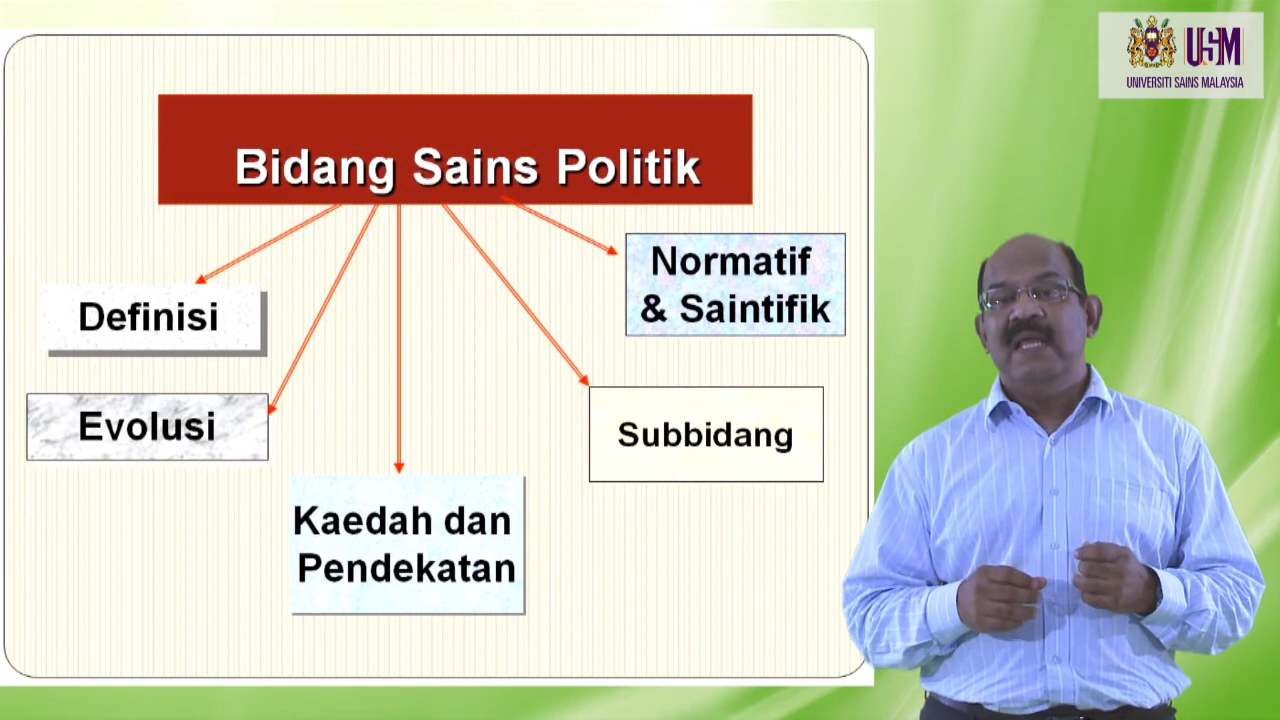 USM
UNIVERSITI SAINS MALAYSIA
Bidang Sains Politik
Definisi
Evolusi
Kaedah dan
Pendekatan
Subbidang
Normatif
& Saintifik